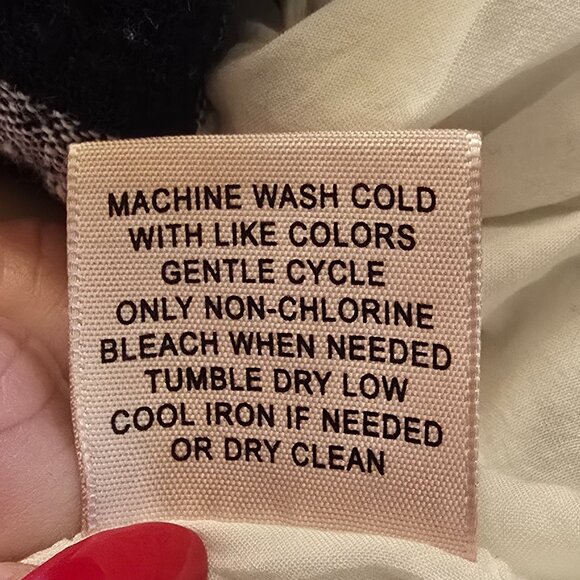 MACHINE WASH COLD
WITH LIKE COLORS
GENTLE CYCLE
ONLY NON-CHLORINE
BLEACH WHEN NEEDED
TUMBLE DRY LOW
COOL IRON IF NEEDED
OR DRY CLEAN